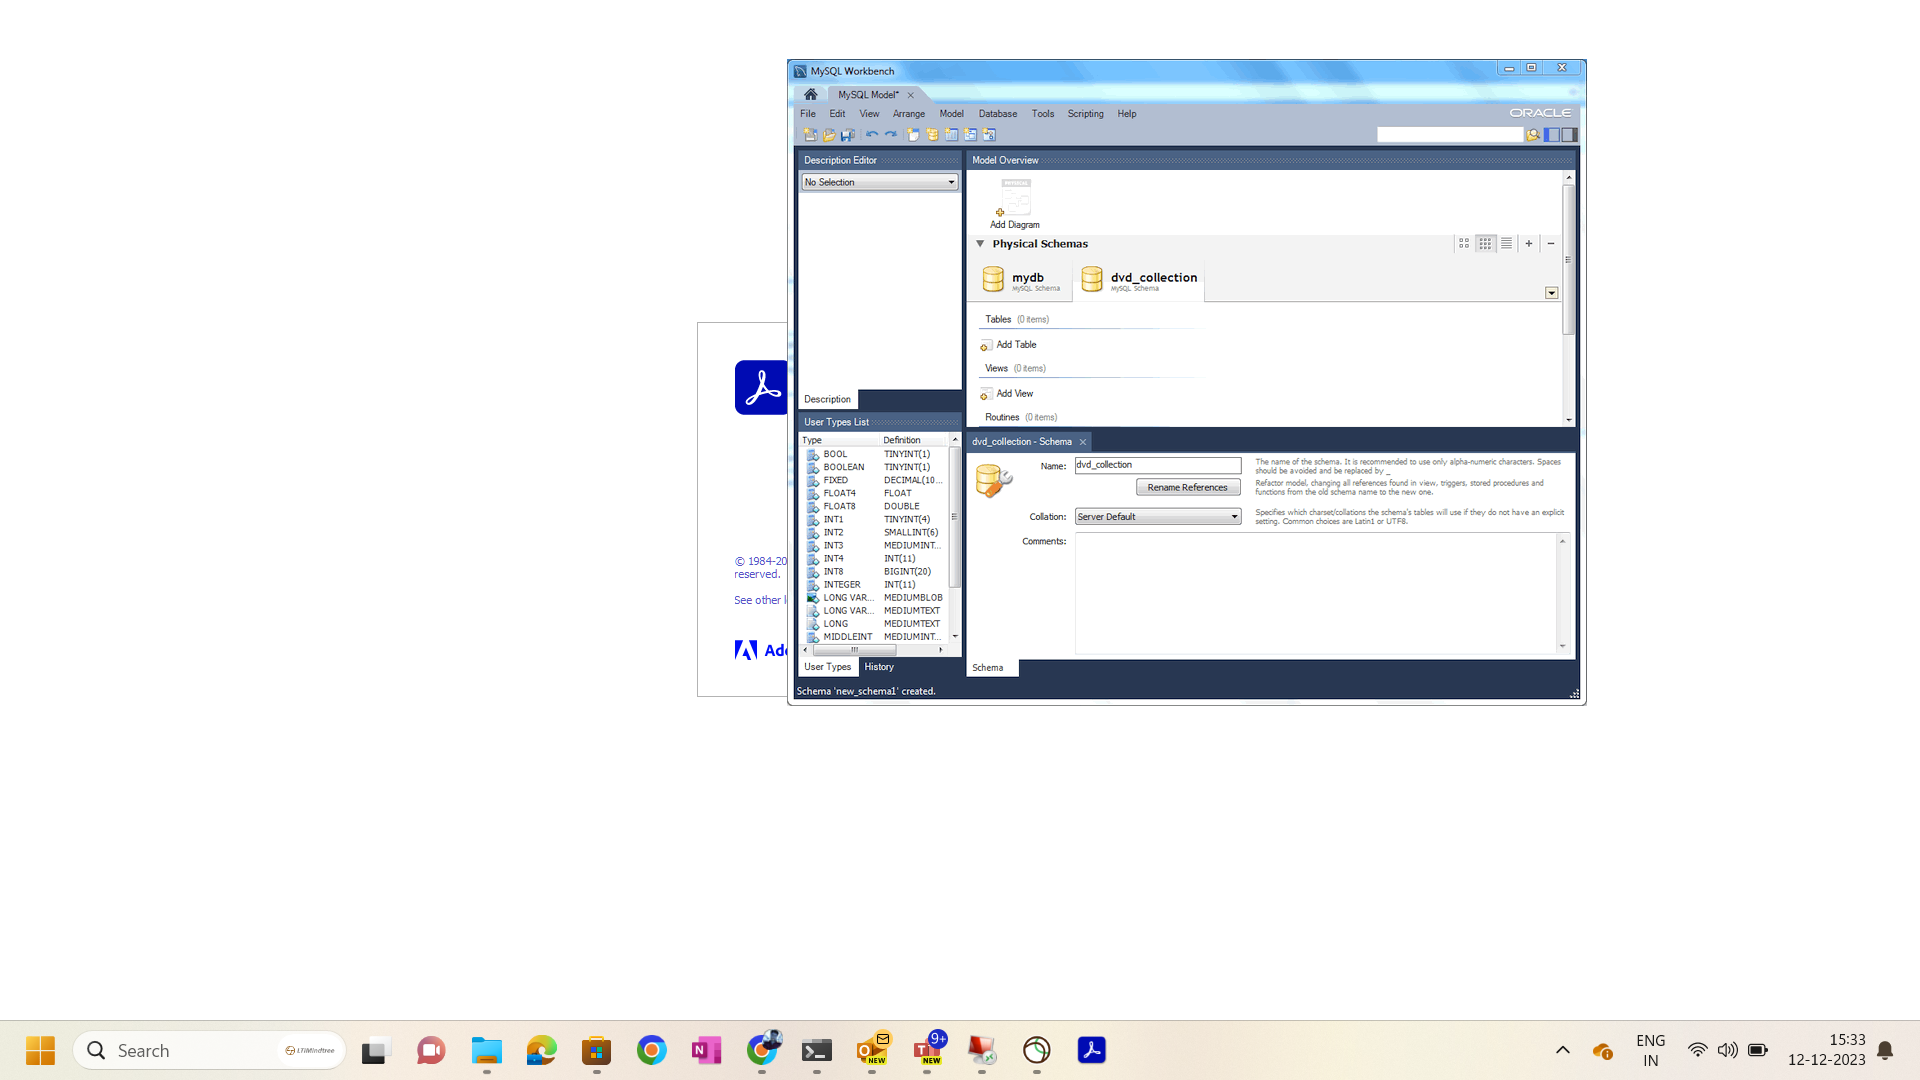 MySQL Workbench
MySQL Model*
File Edit View Arrange Model Database Tools Scripting Help
ORACLE
Description Editor
No Selection
Description
User Types List
Type Definition
BOOL TINYINT(1)
BOOLEAN TINYINT(1)
FIXED DECIMAL(10...
FLOAT4 FLOAT
FLOAT8 DOUBLE
INT1 TINYINT(4)
INT2 SMALLINT(6)
INT3 MEDIUMINT...
INT4 INT(11)
INT8 BIGINT(20)
INTEGER INT(11)
LONG VAR... MEDIUMBLOB
LONG VAR... MEDIUMTEXT
LONG MEDIUMTEXT
MIDDLEINT MEDIUMINT...
User Types History
Schema 'new_schema1' created.
Model Overview
PHYSICAL
Add Diagram
Physical Schemas
mydb
MySQL Schema
dvd_collection
MySQL Schema
Tables (0 items)
Add Table
Views (0 items)
Add View
Routines (0 items)
dvd_collection - Schema
Name: dvd_collection
The name of the schema. It is recommended to use only alpha-numeric characters. Spaces
should be avoided and be replaced by _
Rename References
Refactor model, changing all references found in view, triggers, stored procedures and
functions from the old schema name to the new one.
Collation: Server Default
Specifies which charset/collations the schema's tables will use if they do not have an explicit
setting. Common choices are Latin1 or UTF8.
Comments:
Schema
© 1984-20
reserved.
See other
Search
LTIMindtree
NEW
9+
NEW
ENG
IN
15:33
12-12-2023